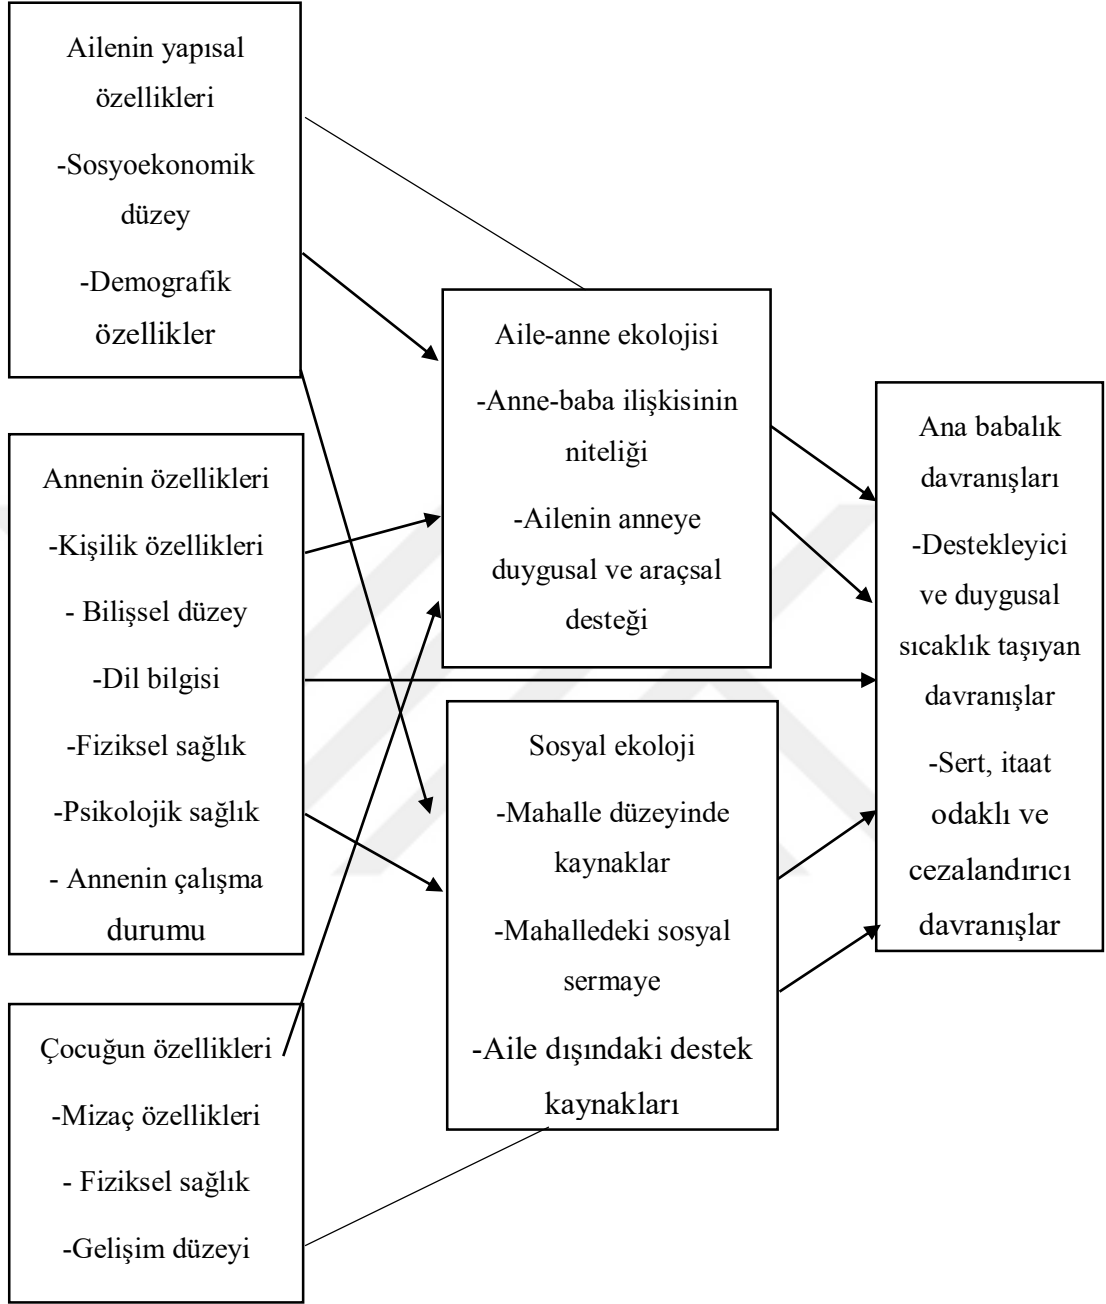 Ailenin yapısal
özellikleri
-Sosyoekonomik
düzey
-Demografik
özellikler
Annenin özellikleri
-Kişilik özellikleri
- Bilişsel düzey
-Dil bilgisi
-Fiziksel sağlık
-Psikolojik sağlık
- Annenin çalışma
durumu
Çocuğun özellikleri
-Mizaç özellikleri
- Fiziksel sağlık
-Gelişim düzeyi
Aile-anne ekolojisi
-Anne-baba ilişkisinin
niteliği
-Ailenin anneye
duygusal ve araçsal
desteği
Sosyal ekoloji
-Mahalle düzeyinde
kaynaklar
-Mahalledeki sosyal
sermaye
-Aile dışındaki destek
kaynakları
Ana babalık
davranışları
-Destekleyici
ve duygusal
sıcaklık taşıyan
davranışlar
-Sert, itaat
odaklı ve
cezalandırıcı
davranışlar